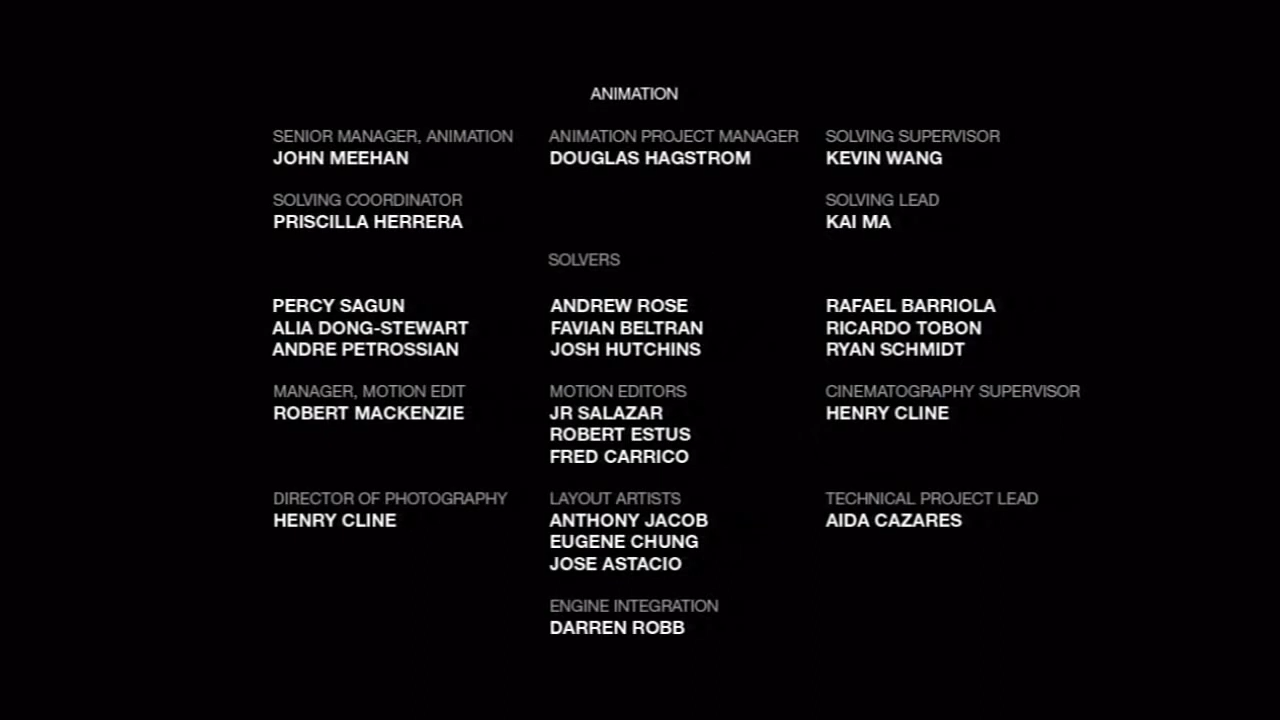 ANIMATION
SENIOR MANAGER, ANIMATION
JOHN MEEHAN
ANIMATION PROJECT MANAGER
DOUGLAS HAGSTROM
SOLVING SUPERVISOR
KEVIN WANG
SOLVING COORDINATOR
PRISCILLA HERRERA
SOLVING LEAD
KAI MA
SOLVERS
PERCY SAGUN
ALIA DONG-STEWART
ANDRE PETROSSIAN
ANDREW ROSE
FAVIAN BELTRAN
JOSH HUTCHINS
RAFAEL BARRIOLA
RICARDO TOBON
RYAN SCHMIDT
MANAGER, MOTION EDIT
ROBERT MACKENZIE
MOTION EDITORS
JR SALAZAR
ROBERT ESTUS
FRED CARRICO
CINEMATOGRAPHY SUPERVISOR
HENRY CLINE
DIRECTOR OF PHOTOGRAPHY
HENRY CLINE
LAYOUT ARTISTS
ANTHONY JACOB
EUGENE CHUNG
JOSE ASTACIO
TECHNICAL PROJECT LEAD
AIDA CAZARES
ENGINE INTEGRATION
DARREN ROBB